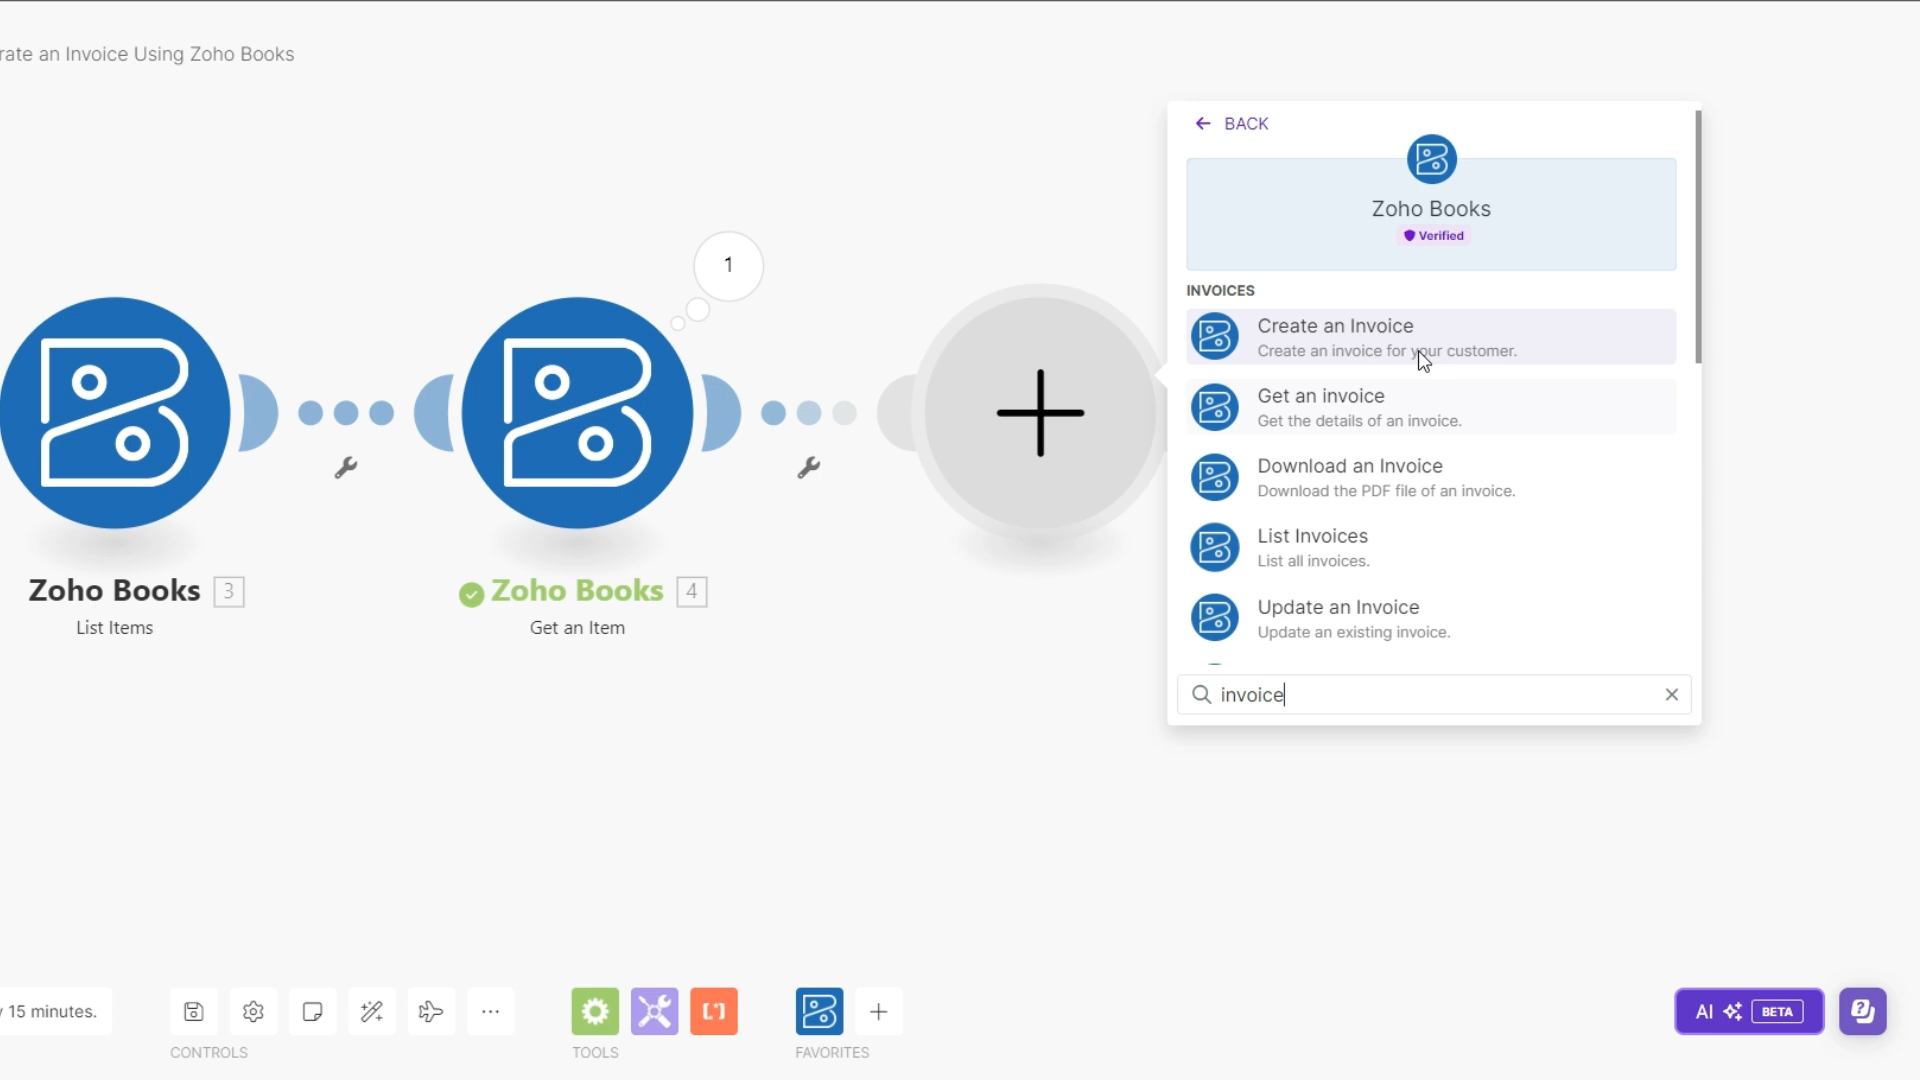 rate an Invoice Using Zoho Books
BACK
Zoho Books
Verified
INVOICES
Create an Invoice
Create an invoice for your customer.
Get an invoice
Get the details of an invoice.
Download an Invoice
Download the PDF file of an invoice.
List Invoices
List all invoices.
Update an Invoice
Update an existing invoice.
invoice
1
Zoho Books 3
List Items
Zoho Books 4
Get an Item
y 15 minutes.
CONTROLS
TOOLS
FAVORITES
AI BETA